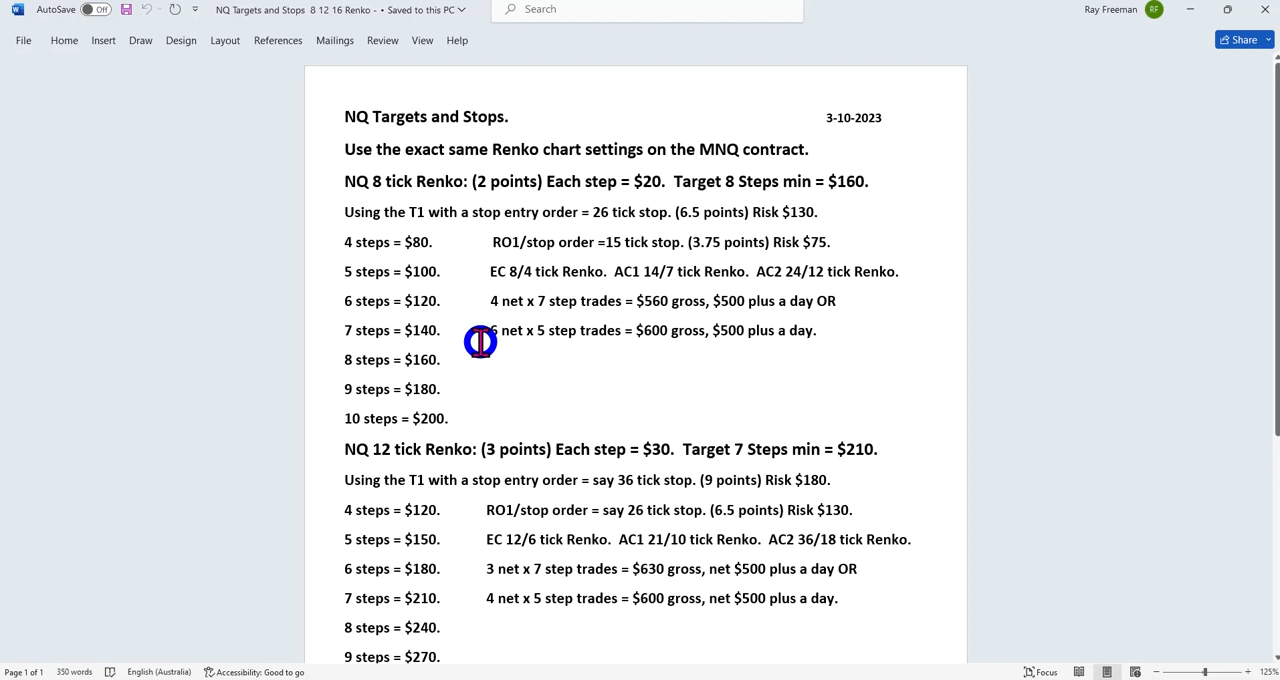 AutoSave Off NQ Targets and Stops 8 12 16 Renko - • Saved to this PC Search Ray Freeman RF
File Home Insert Draw Design Layout References Mailings Review View Help Share
NQ Targets and Stops. 3-10-2023
Use the exact same Renko chart settings on the MNQ contract.
NQ 8 tick Renko: (2 points) Each step = $20. Target 8 Steps min = $160.
Using the T1 with a stop entry order = 26 tick stop. (6.5 points) Risk $130.
4 steps = $80. RO1/stop order =15 tick stop. (3.75 points) Risk $75.
5 steps = $100. EC 8/4 tick Renko. AC1 14/7 tick Renko. AC2 24/12 tick Renko.
6 steps = $120. 4 net x 7 step trades = $560 gross, $500 plus a day OR
7 steps = $140. 6 net x 5 step trades = $600 gross, $500 plus a day.
8 steps = $160.
9 steps = $180.
10 steps = $200.
NQ 12 tick Renko: (3 points) Each step = $30. Target 7 Steps min = $210.
Using the T1 with a stop entry order = say 36 tick stop. (9 points) Risk $180.
4 steps = $120. RO1/stop order = say 26 tick stop. (6.5 points) Risk $130.
5 steps = $150. EC 12/6 tick Renko. AC1 21/10 tick Renko. AC2 36/18 tick Renko.
6 steps = $180. 3 net x 7 step trades = $630 gross, net $500 plus a day OR
7 steps = $210. 4 net x 5 step trades = $600 gross, net $500 plus a day.
8 steps = $240.
9 steps = $270.
Page 1 of 1 350 words English (Australia) Accessibility: Good to go Focus 125%